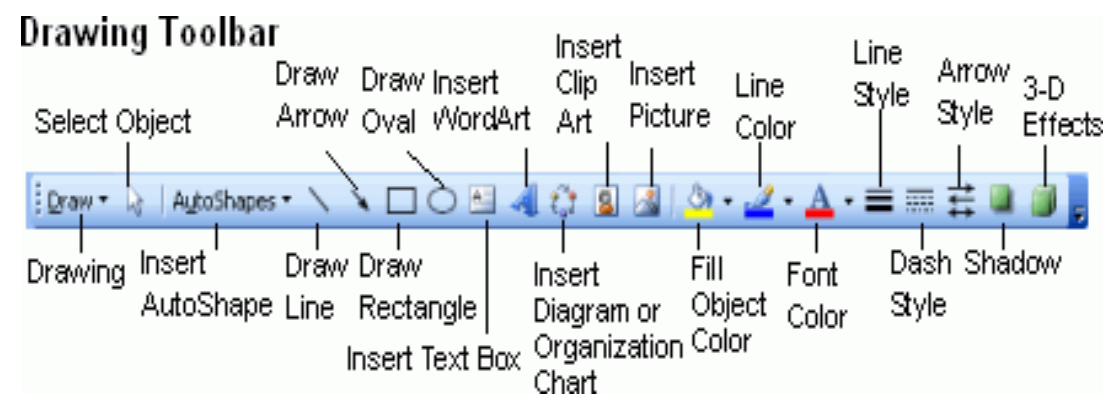 Drawing Toolbar
Select Object
Draw
Arrow
Draw
Oval
Insert
WordArt
Insert
Clip
Art
Insert
Picture
Line
Color
Line
Style
Arrow
Style
3-D
Effects
Draw
AutoShapes
A
Drawing
Insert
AutoShape
Draw
Line
Draw
Rectangle
Insert Text Box
Insert
Diagram or
Organization
Chart
Fill
Object
Color
Font
Color
Dash
Style
Shadow